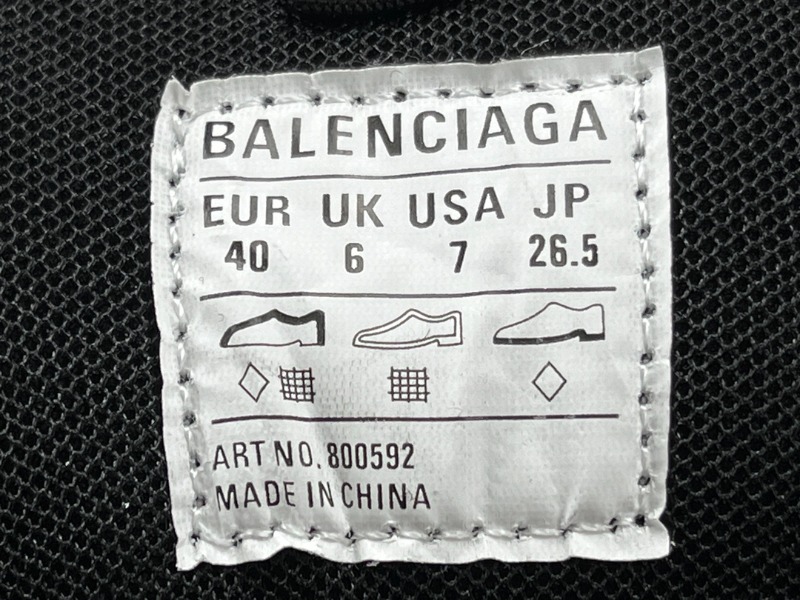 BALENCIAGA
EUR UK USA JP
40 6 7 26.5
ART NO. 800592
MADE IN CHINA